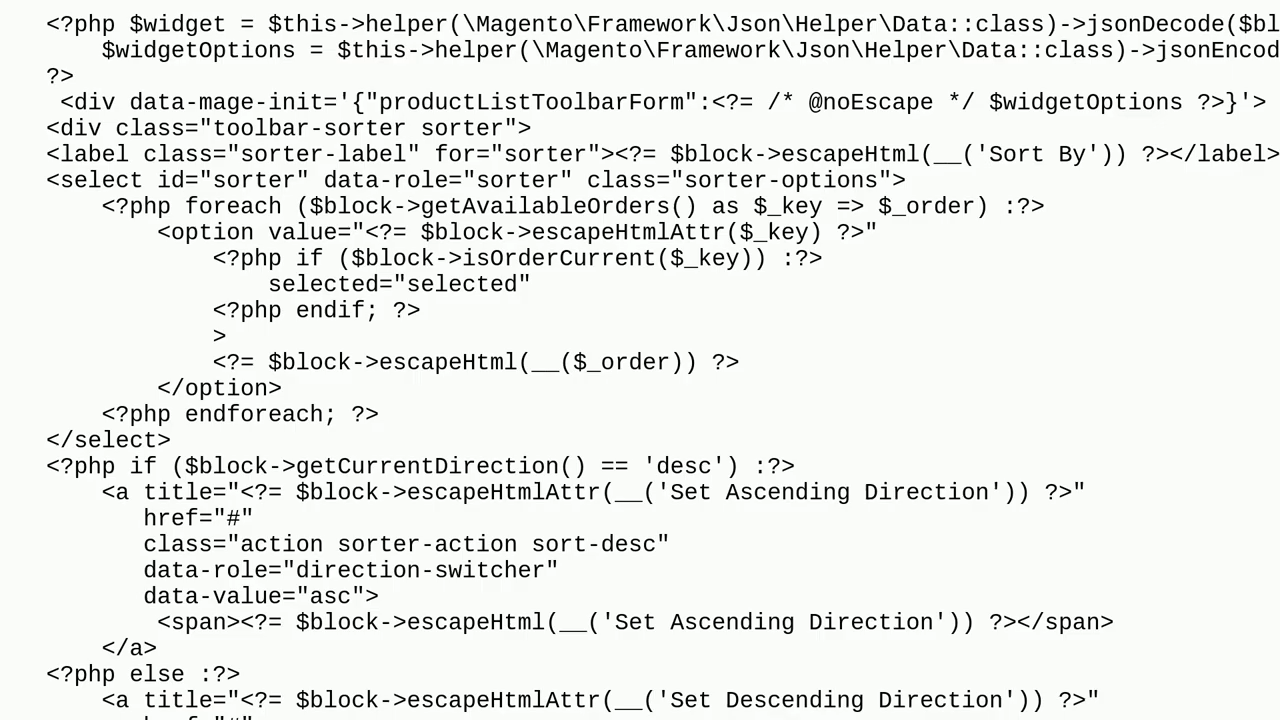 <?php $widget = $this->helper(\Magento\Framework\Json\Helper\Data::class)->jsonDecode($bl
$widgetOptions = $this->helper(\Magento\Framework\Json\Helper\Data::class)->jsonEncod
?>
<div data-mage-init='{"productListToolbarForm":<?= /* @noEscape */ $widgetOptions ?>}'>
<div class="toolbar-sorter sorter">
<label class="sorter-label" for="sorter"><?= $block->escapeHtml(__('Sort By')) ?></label>
<select id="sorter" data-role="sorter" class="sorter-options">
<?php foreach ($block->getAvailableOrders() as $_key => $_order) :?>
<option value="<?= $block->escapeHtmlAttr($_key) ?>"
<?php if ($block->isOrderCurrent($_key)) :?>
selected="selected"
<?php endif; ?>
>
<?= $block->escapeHtml(__($_order)) ?>
</option>
<?php endforeach; ?>
</select>
<?php if ($block->getCurrentDirection() == 'desc') :?>
<a title="<?= $block->escapeHtmlAttr(__('Set Ascending Direction')) ?>"
href="#"
class="action sorter-action sort-desc"
data-role="direction-switcher"
data-value="asc">
<span><?= $block->escapeHtml(__('Set Ascending Direction')) ?></span>
</a>
<?php else :?>
<a title="<?= $block->escapeHtmlAttr(__('Set Descending Direction')) ?>"